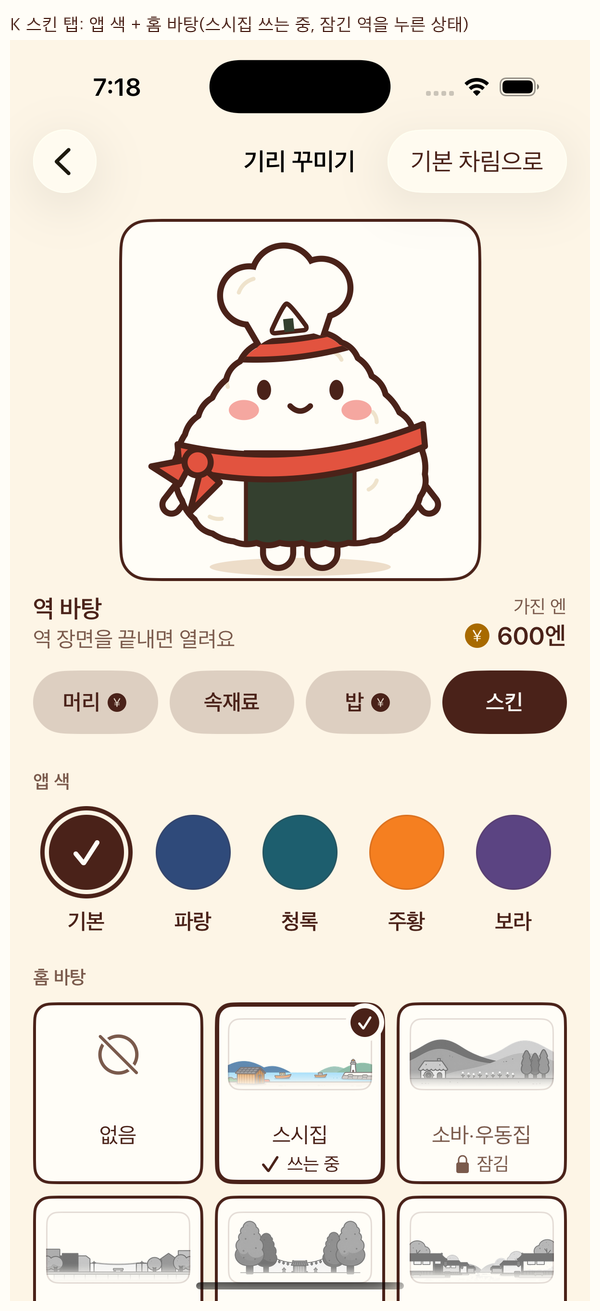 K 스킨 탭: 앱 색 + 홈 바탕(스시집 쓰는 중, 잠긴 역을 누른 상태)
7:18
기리 꾸미기
기본 차림으로
역 바탕
가진 엔
역 장면을 끝내면 열려요
¥ 600엔
머리 ¥
속재료
밥 ¥
스킨
앱 색
기본
파랑
청록
주황
보라
홈 바탕
없음
스시집
소바·우동집
쓰는 중
잠김